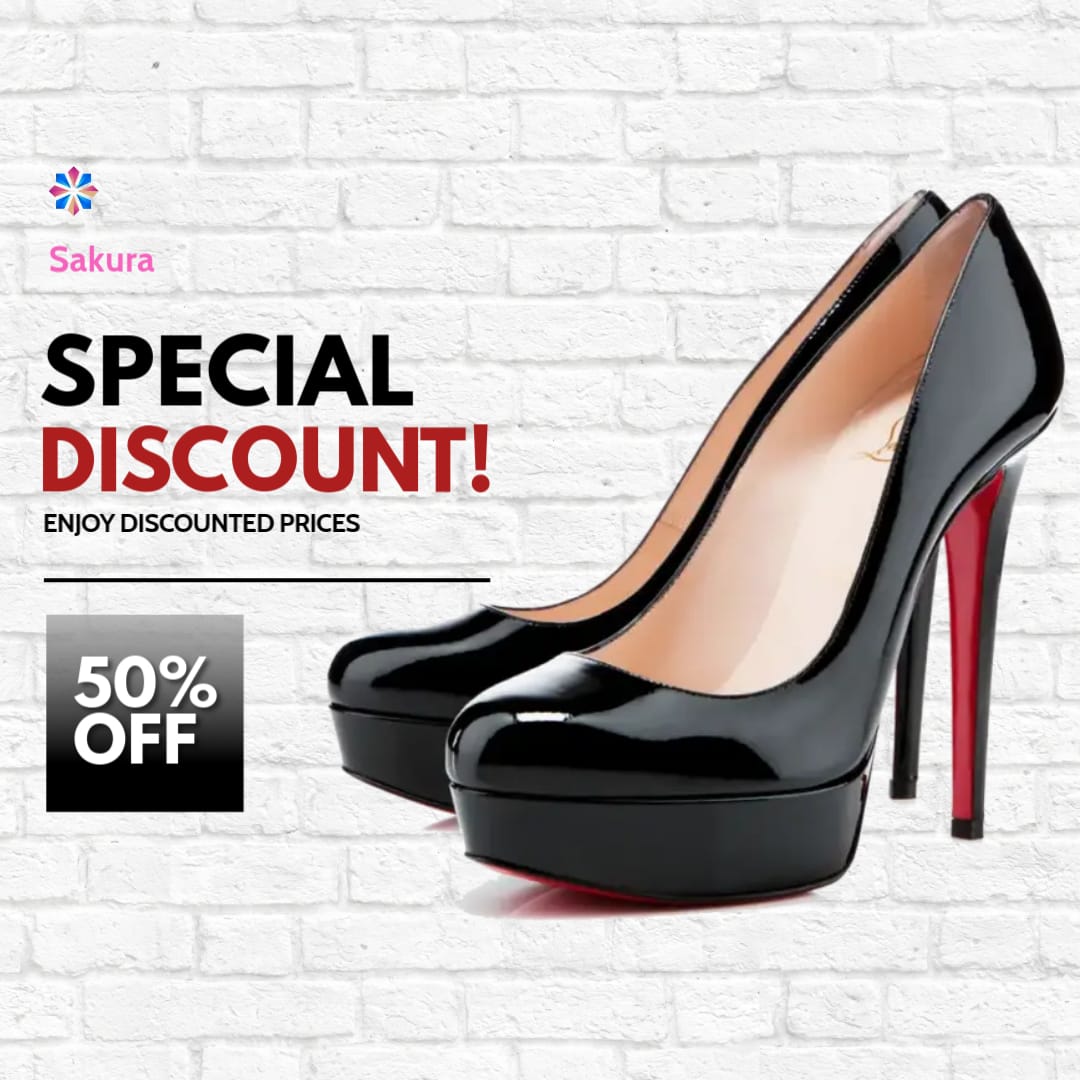 Sakura
SPECIAL
DISCOUNT!
ENJOY DISCOUNTED PRICES
50%
OFF